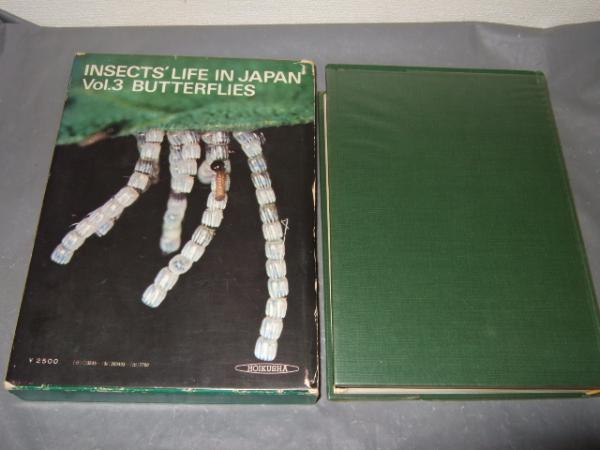 INSECTS' LIFE IN JAPAN
Vol.3 BUTTERFLIES
¥2500
HOIKUSHA